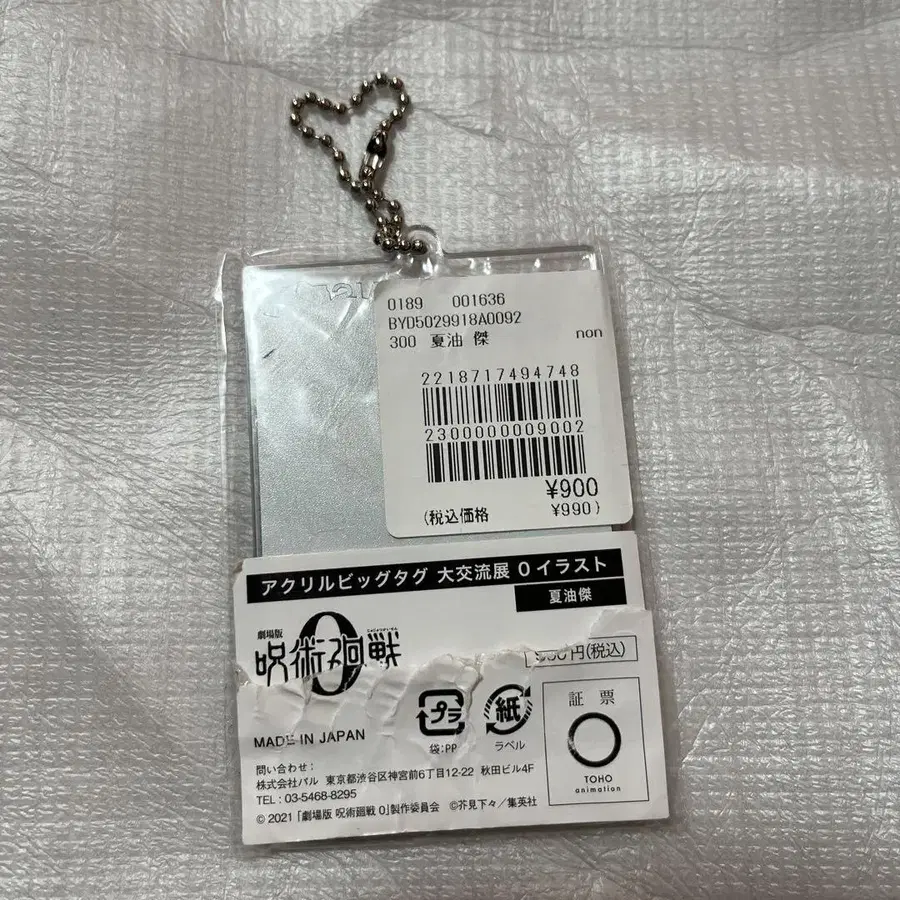 0189 001636
BYD5029918A0092
300 夏油 傑 non
2218717494748
2300000009002
¥900
(税込価格 ¥990)
アクリルビッグタグ 大交流展 0 イラスト
夏油傑
劇場版
呪術廻戦
0
円(税込)
証票
プラ
紙
袋:PP
ラベル
TOHO
animation
MADE IN JAPAN
問い合わせ:
株式会社バル 東京都渋谷区神宮前6丁目12-22 秋田ビル4F
TEL : 03-5468-8295
© 2021 「劇場版 呪術廻戦 0」製作委員会 ©芥見下々/集英社